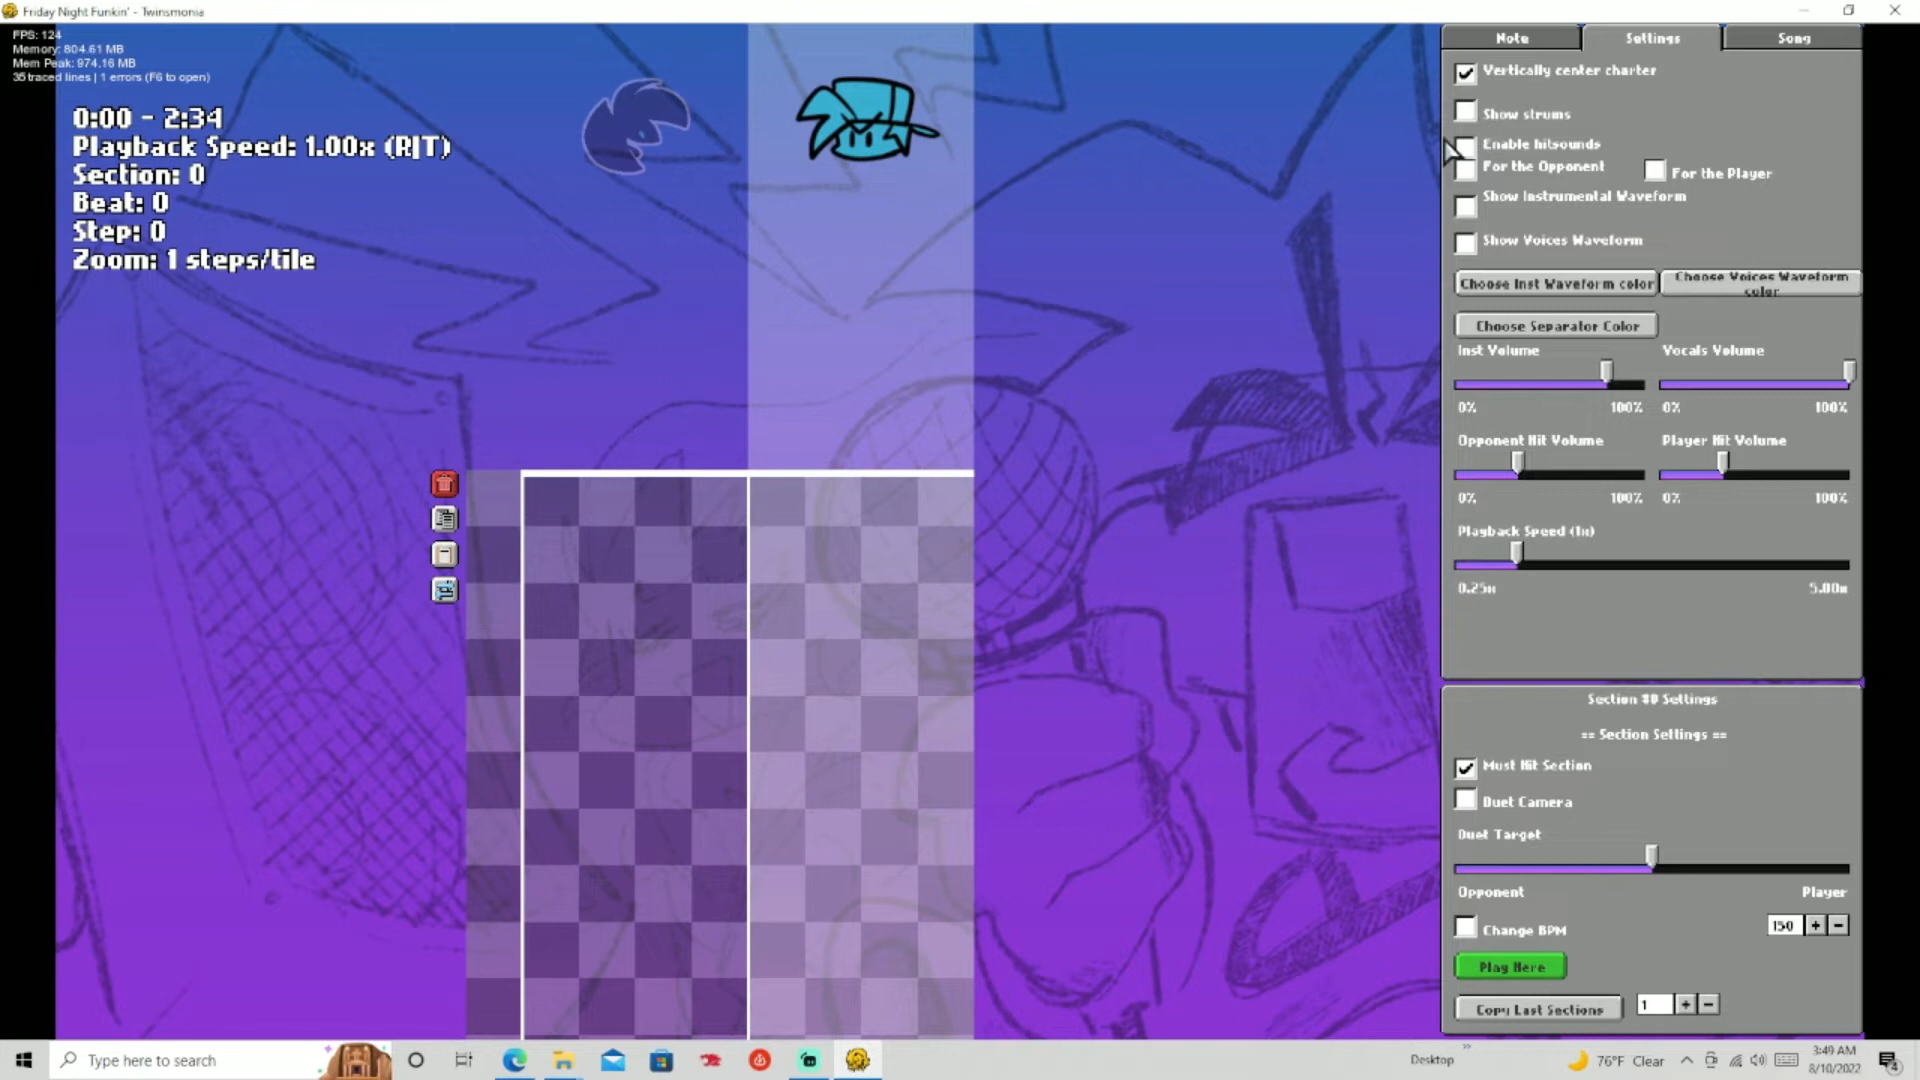 Friday Night Funkin' - Twinsmonia
FPS: 124
Memory: 804.61 MB
Mem Peak: 974.16 MB
35 traced lines | 1 errors (F6 to open)
0:00 - 2:34
Playback Speed: 1.00x (R|T)
Section: 0
Beat: 0
Step: 0
Zoom: 1 steps/tile
Note
Settings
Song
Vertically center charter
Show strums
Enable hitsounds
For the Opponent
For the Player
Show Instrumental Waveform
Show Voices Waveform
Choose Inst Waveform color
Choose Voices Waveform
color
Choose Separator Color
Inst Volume
Vocals Volume
0%
100%
0%
100%
Opponent Hit Volume
Player Hit Volume
0%
100%
0%
100%
Playback Speed (1x)
0.25x
5.00x
Section #0 Settings
== Section Settings ==
Must Hit Section
Duet Camera
Duet Target
Opponent
Player
Change BPM
150
+
-
Play Here
Copy Last Sections
1
+
-
Type here to search
Desktop
76°F Clear
3:49 AM
8/10/2022
4